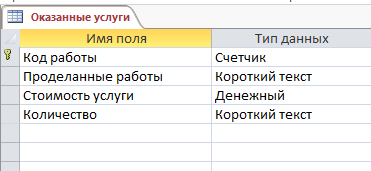 Оказанные услуги
Имя поля Тип данных
Код работы Счетчик
Проделанные работы Короткий текст
Стоимость услуги Денежный
Количество Короткий текст